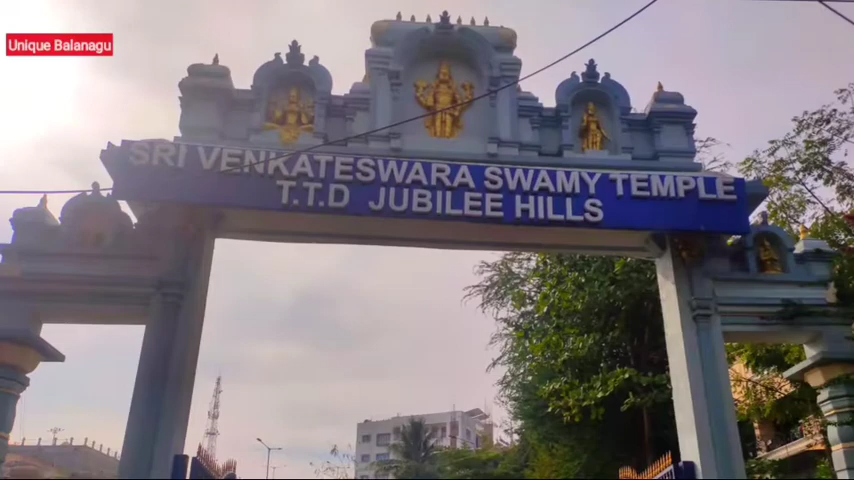 Unique Balanagu
SRI VENKATESWARA SWAMY TEMPLE
T.T.D JUBILEE HILLS